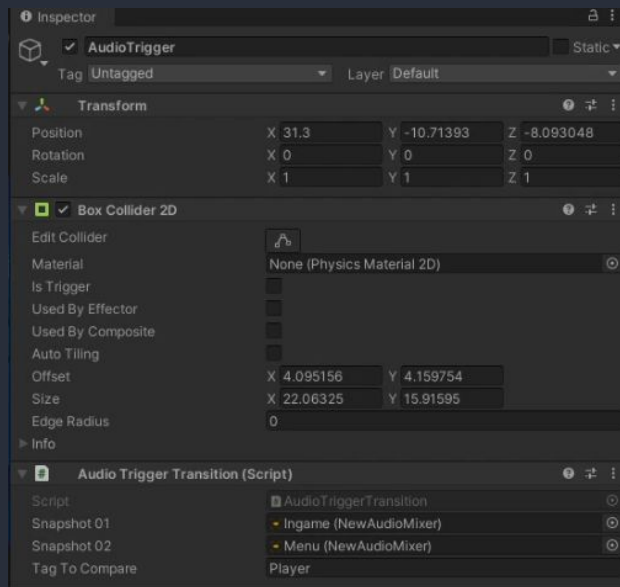 Inspector
AudioTrigger Static
Tag Untagged Layer Default
Transform
Position X 31.3 Y -10.71393 Z -8.093048
Rotation X 0 Y 0 Z 0
Scale X 1 Y 1 Z 1
Box Collider 2D
Edit Collider
Material None (Physics Material 2D)
Is Trigger
Used By Effector
Used By Composite
Auto Tiling
Offset X 4.095156 Y 4.159754
Size X 22.06325 Y 15.91595
Edge Radius 0
Info
# Audio Trigger Transition (Script)
Script # AudioTriggerTransition
Snapshot 01 Ingame (NewAudioMixer)
Snapshot 02 Menu (NewAudioMixer)
Tag To Compare Player